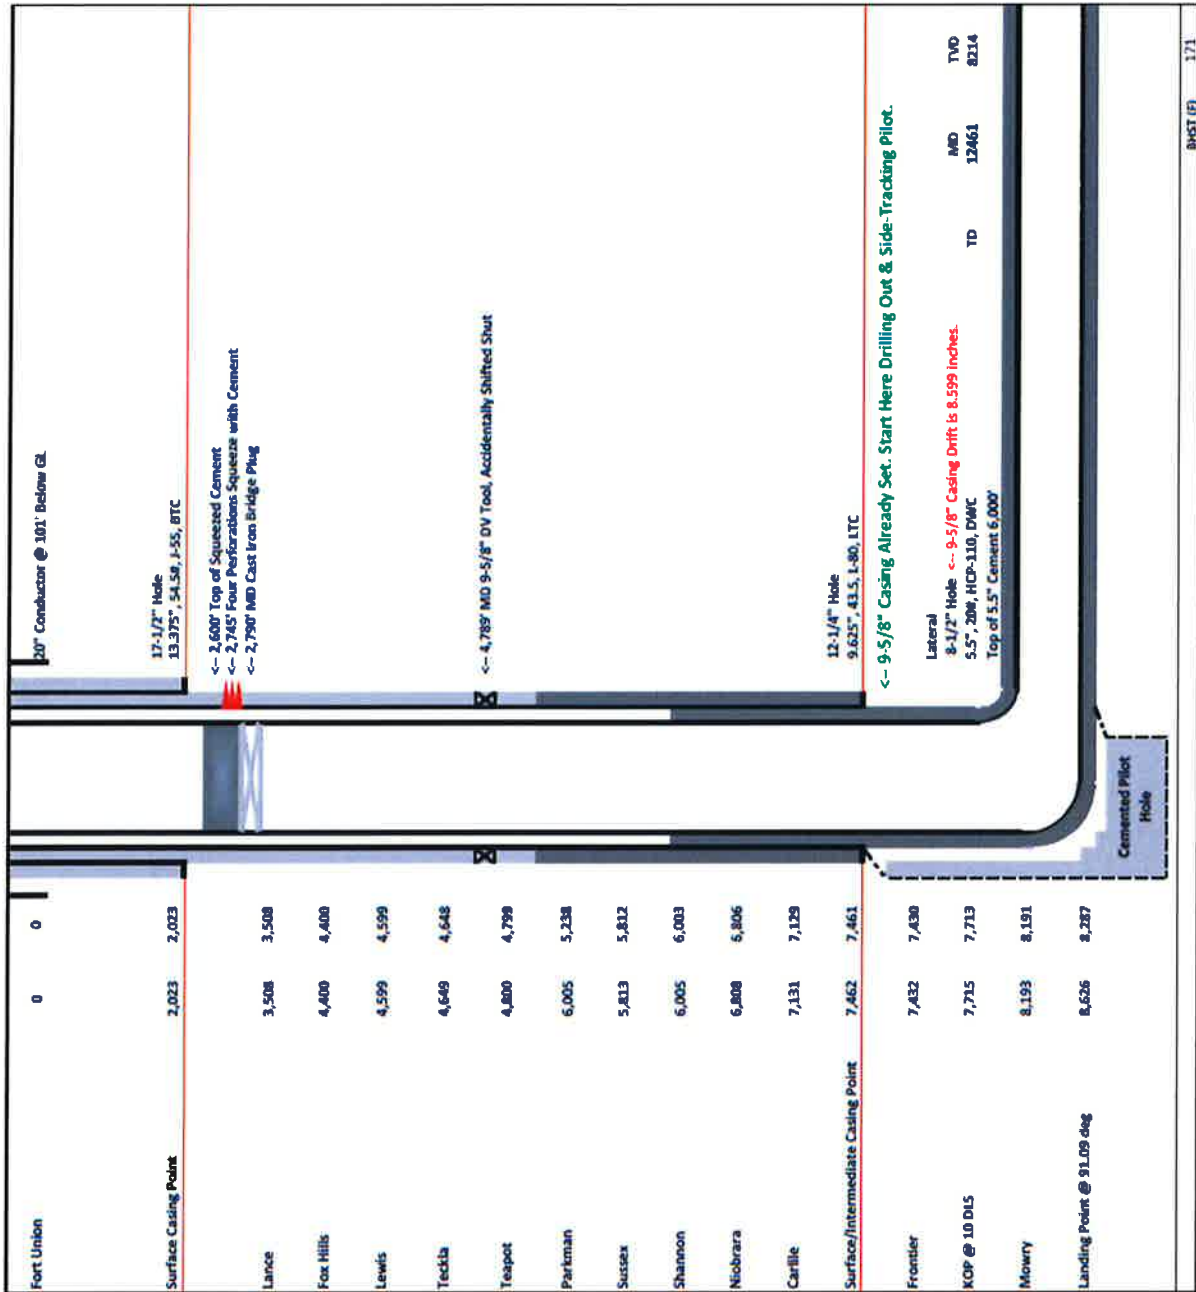 Fort Union 0 0
20" Conductor @ 101' Below GL
Surface Casing Point 2,023 2,023
17-1/2" Hole
13.375", 54.5#, J-55, BTC
<-- 2,600' Top of Squeezed Cement
<-- 2,745' Four Perforations Squeeze with Cement
<-- 2,790' MD Cast Iron Bridge Plug
Lance 3,508 3,508
Fox Hills 4,400 4,400
Lewis 4,599 4,599
Teckla 4,649 4,648
Teapot 4,800 4,799
<-- 4,789' MD 9-5/8" DV Tool, Accidentally Shifted Shut
Parkman 6,005 5,238
Sussex 5,813 5,812
Shannon 6,005 6,003
Niobrara 6,808 6,806
Carlile 7,131 7,129
12-1/4" Hole
Surface/Intermediate Casing Point 7,462 7,461
9.625", 43.5, L-80, LTC
<-- 9-5/8" Casing Already Set. Start Here Drilling Out & Side-Tracking Pilot.
Frontier 7,432 7,430
Lateral
8-1/2" Hole <-- 9-5/8" Casing Drift is 8.599 inches.
MD TVD
KOP @ 10 DLS 7,715 7,713
5.5", 20#, HCP-110, DWC
TD 12461 8214
Top of 5.5" Cement 6,000'
Mowry 8,193 8,191
Landing Point @ 91.09 deg 8,626 8,287
Cemented Pilot
Hole
BHST (F) 171